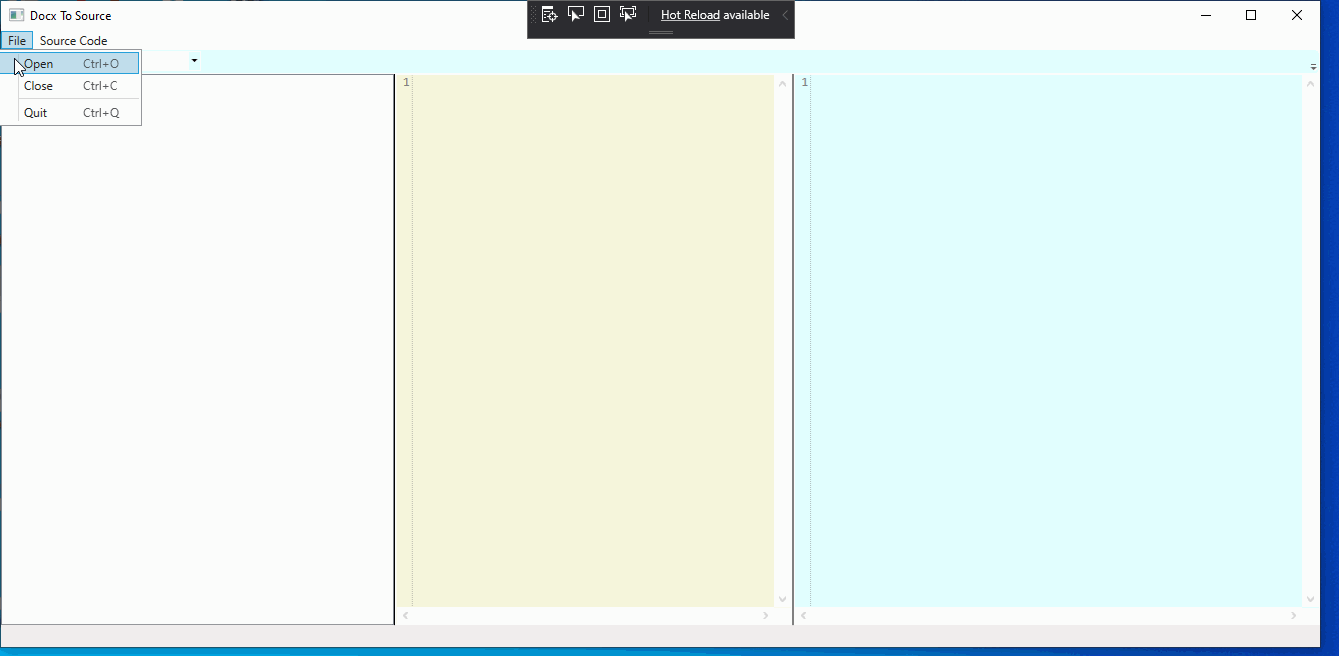 Docx To Source
Hot Reload available
File Source Code
Open Ctrl+O
Close Ctrl+C
Quit Ctrl+Q
1 1